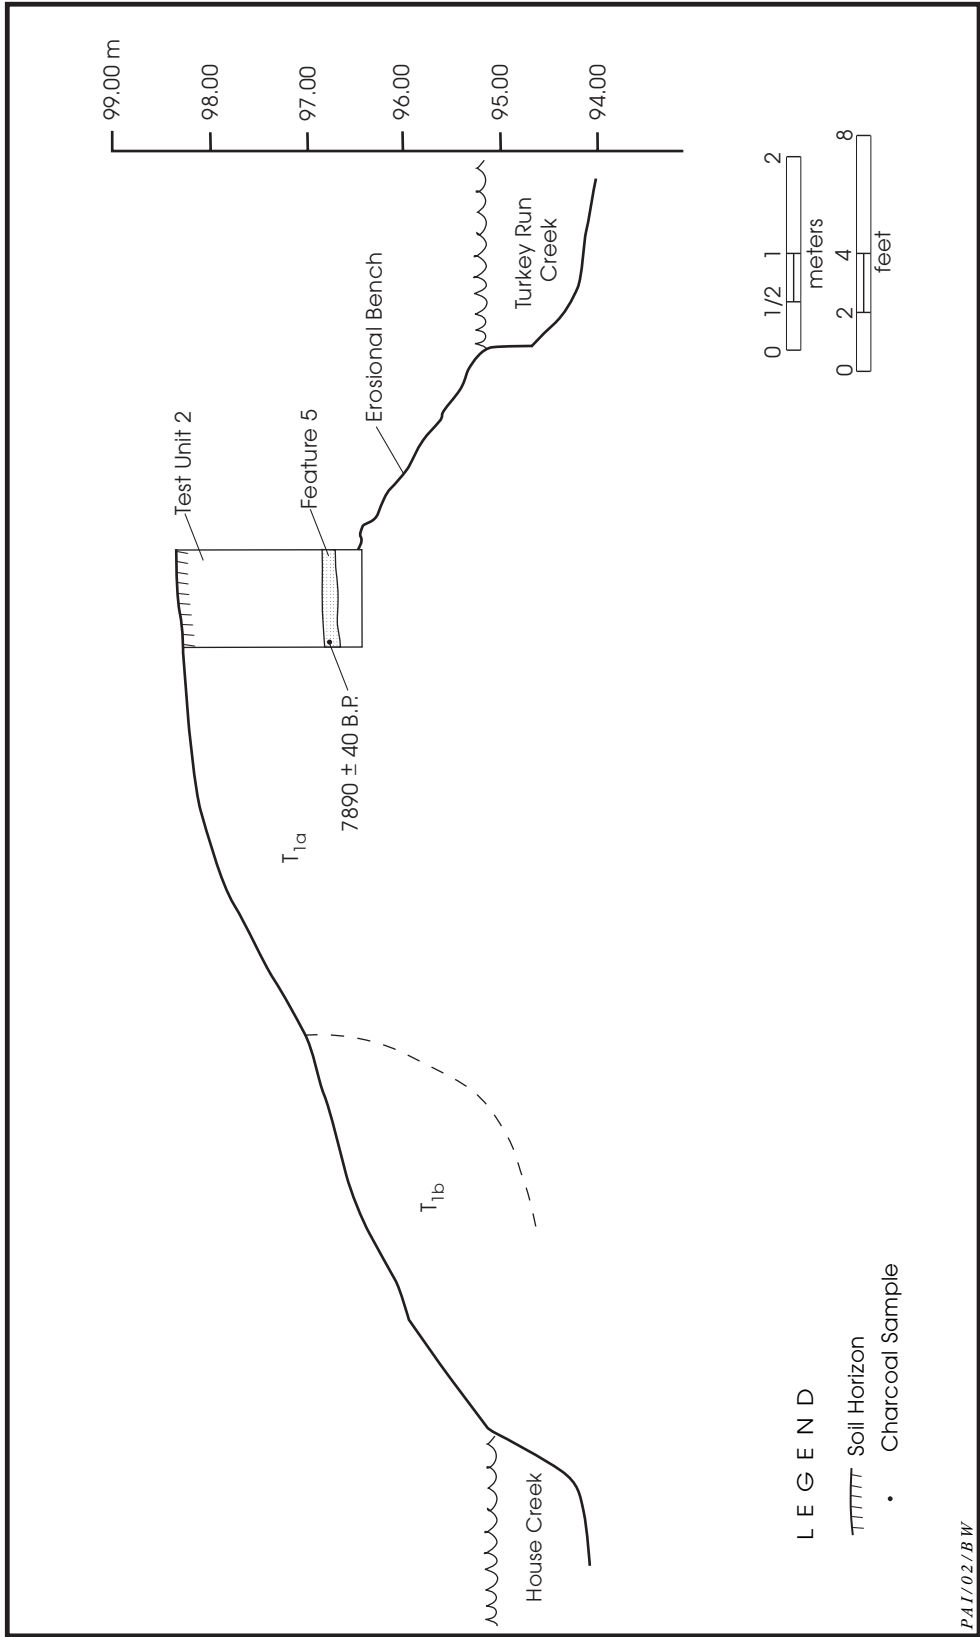 99.00 m
98.00
97.00
96.00
95.00
94.00
Test Unit 2
Feature 5
Erosional Bench
7890 ± 40 B.P.
T1a
T1b
Turkey Run
Creek
House Creek
0 1/2 1 2
meters
0 2 4 8
feet
LEGEND
Soil Horizon
Charcoal Sample
PAI/02/BW